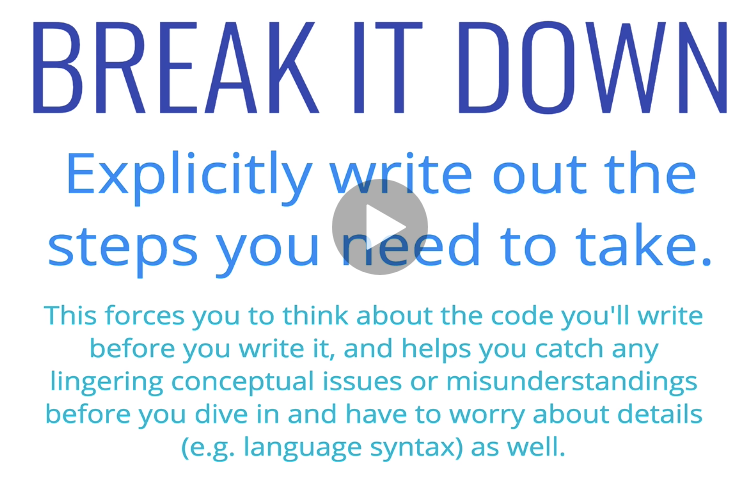 BREAK IT DOWN
Explicitly write out the
steps you need to take.
This forces you to think about the code you'll write
before you write it, and helps you catch any
lingering conceptual issues or misunderstandings
before you dive in and have to worry about details
(e.g. language syntax) as well.